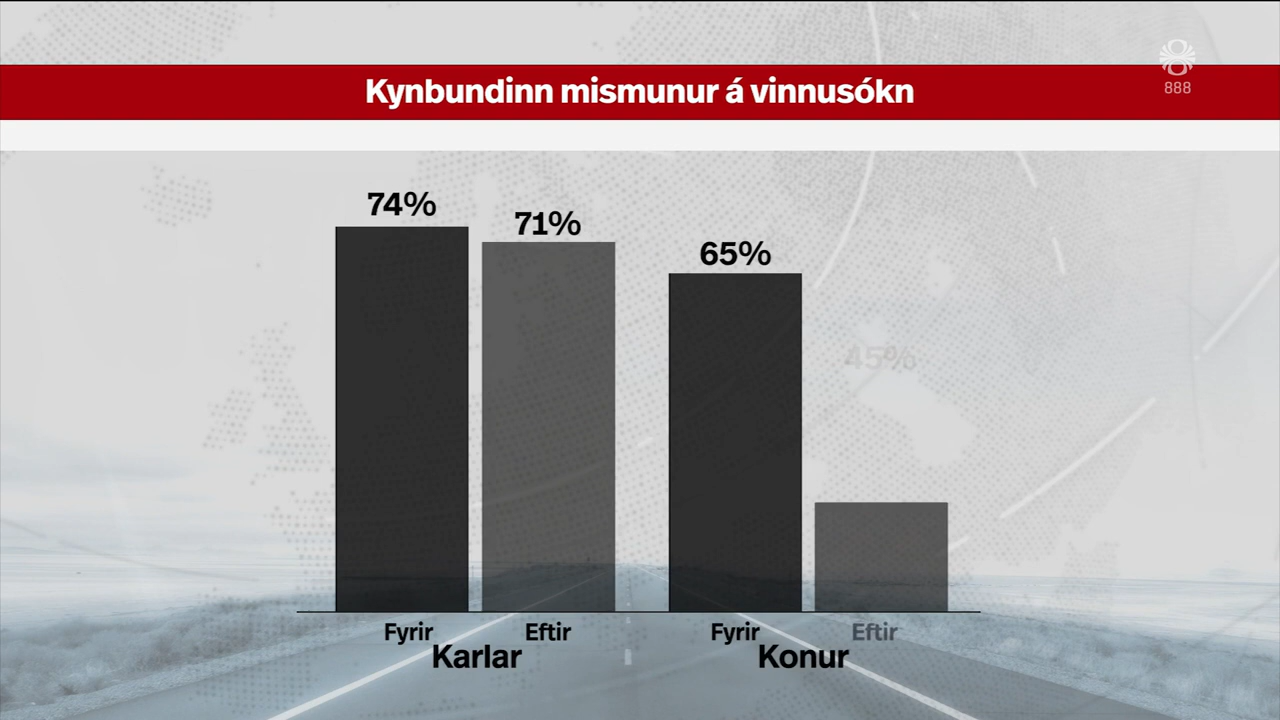 Kynbundinn mismunur á vinnusókn
888
74%
71%
65%
45%
Fyrir
Eftir
Fyrir
Eftir
Karlar
Konur